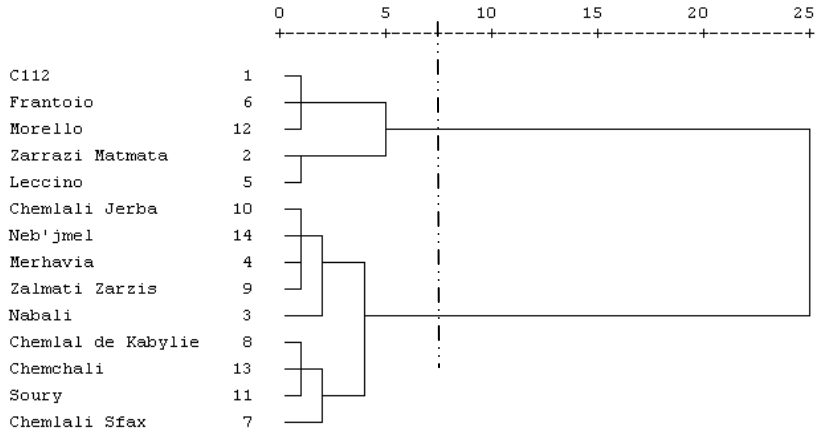 0 5 10 15 20 25
C112 1
Frantoio 6
Morello 12
Zarrazi Matmata 2
Leccino 5
Chemlali Jerba 10
Neb'jmel 14
Merhavia 4
Zalmati Zarzis 9
Nabali 3
Chemlal de Kabylie 8
Chemchali 13
Soury 11
Chemlali Sfax 7